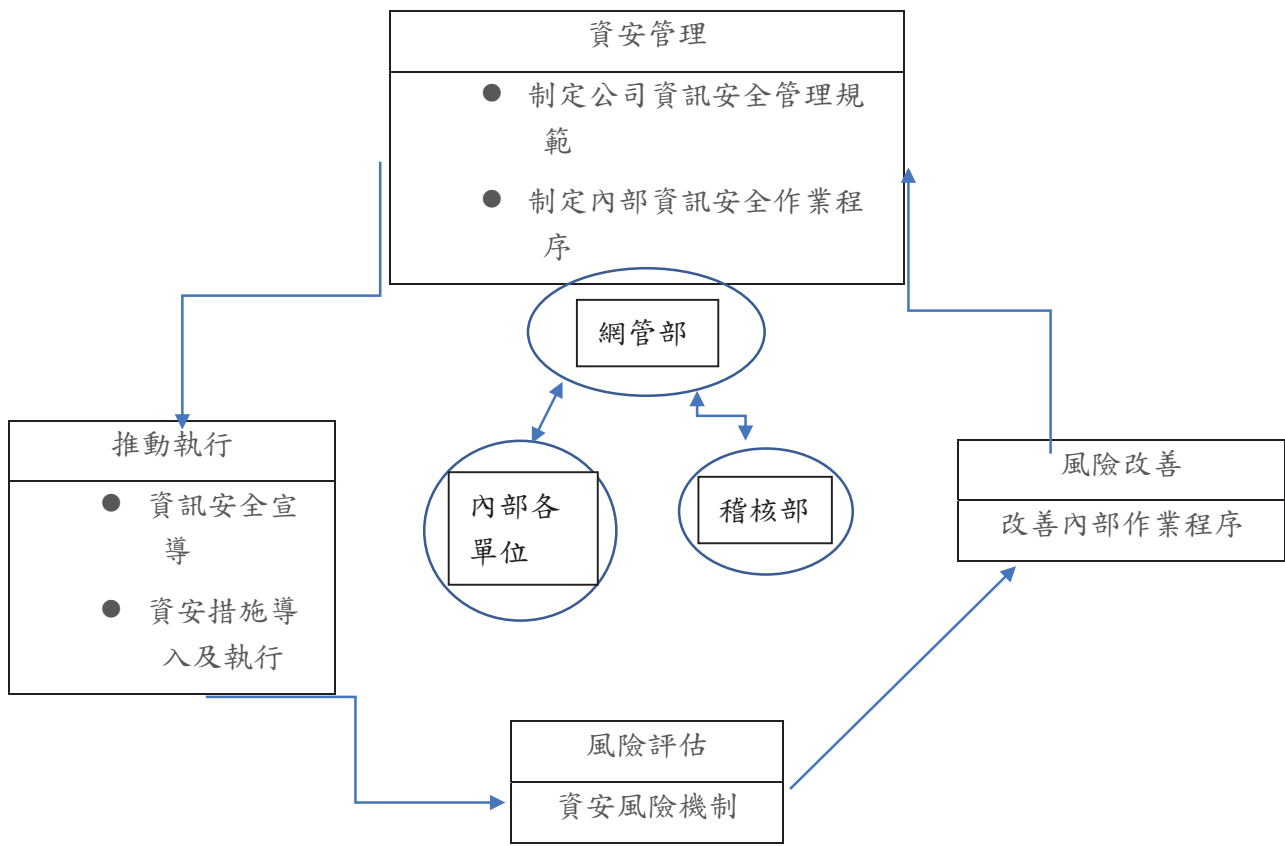 資安管理
● 制定公司資訊安全管理規
範
● 制定內部資訊安全作業程
序
網管部
推動執行
● 資訊安全宣
導
● 資安措施導
入及執行
內部各
單位
稽核部
風險改善
改善內部作業程序
風險評估
資安風險機制